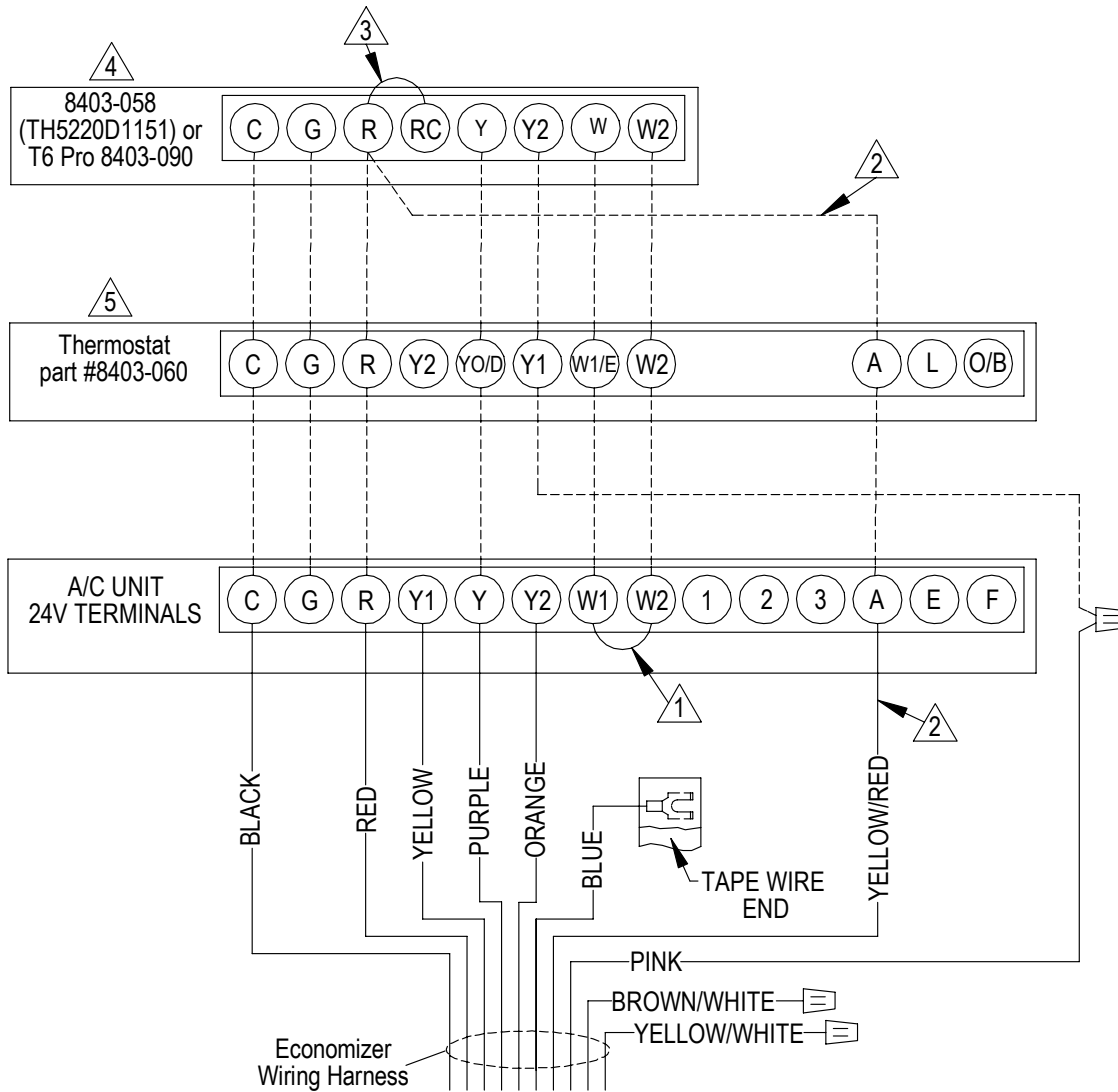 3
4
8403-058
(TH5220D1151) or
T6 Pro 8403-090
C G R RC Y Y2 W W2
2
5
Thermostat
part #8403-060
C G R Y2 YO/D Y1 W1/E W2 A L O/B
A/C UNIT
24V TERMINALS
C G R Y1 Y Y2 W1 W2 1 2 3 A E F
1
2
BLACK
RED
YELLOW
PURPLE
ORANGE
BLUE
TAPE WIRE
END
YELLOW/RED
PINK
BROWN/WHITE
YELLOW/WHITE
Economizer
Wiring Harness